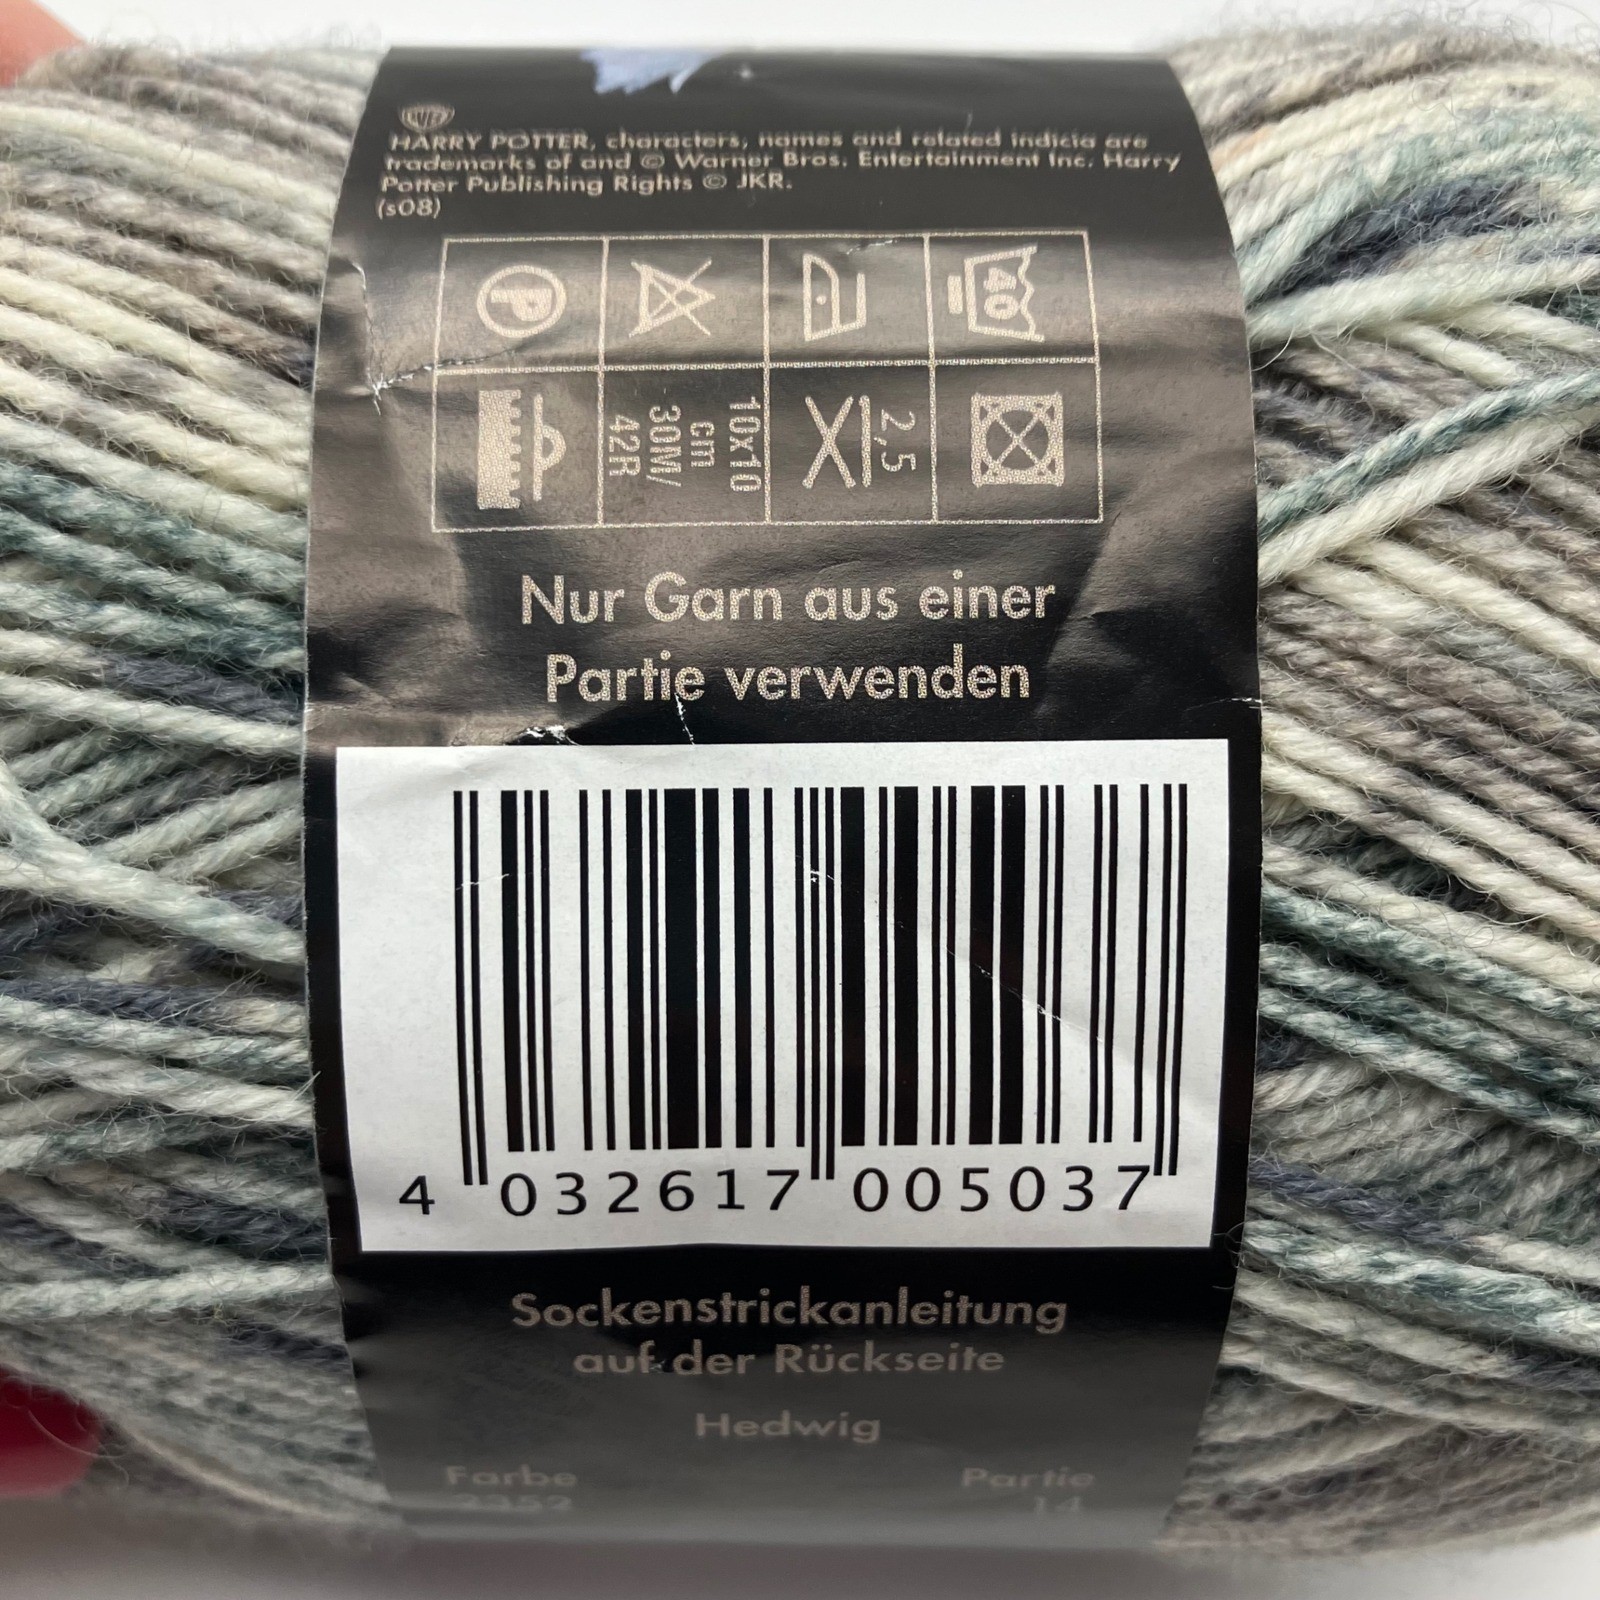 HARRY POTTER, characters, names and related indicia are
trademarks of and © Warner Bros. Entertainment Inc. Harry
Potter Publishing Rights © JKR.
(s08)
P
40
10x10
cm
30M/
42R
2,5
Nur Garn aus einer
Partie verwenden
4 032617 005037
Sockenstrickanleitung
auf der Rückseite
Hedwig
Farbe Partie
14